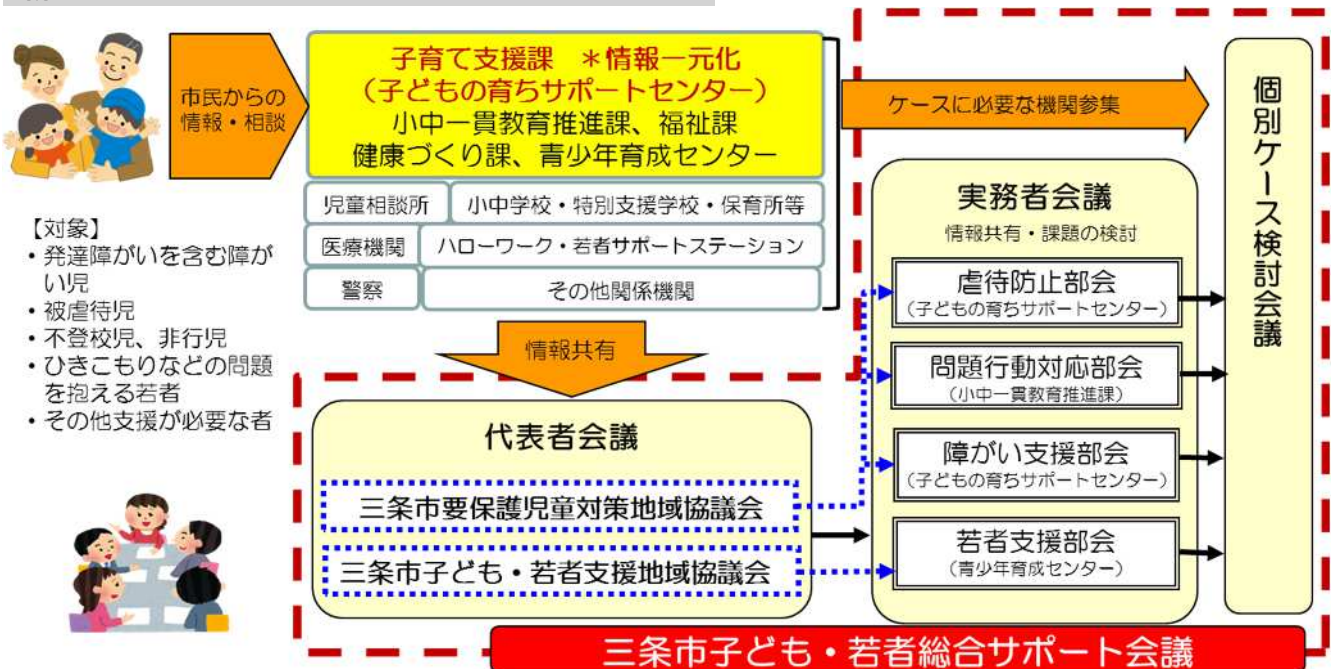 市民からの
情報・相談
子育て支援課　＊情報一元化
（子どもの育ちサポートセンター）
小中一貫教育推進課、福祉課
健康づくり課、青少年育成センター
児童相談所
小中学校・特別支援学校・保育所等
医療機関
ハローワーク・若者サポートステーション
警察
その他関係機関
ケースに必要な機関参集
【対象】
・発達障がいを含む障が
い児
・被虐待児
・不登校児、非行児
・ひきこもりなどの問題
を抱える若者
・その他支援が必要な者
情報共有
代表者会議
三条市要保護児童対策地域協議会
三条市子ども・若者支援地域協議会
実務者会議
情報共有・課題の検討
虐待防止部会
（子どもの育ちサポートセンター）
問題行動対応部会
（小中一貫教育推進課）
障がい支援部会
（子どもの育ちサポートセンター）
若者支援部会
（青少年育成センター）
個別ケース検討会議
三条市子ども・若者総合サポート会議